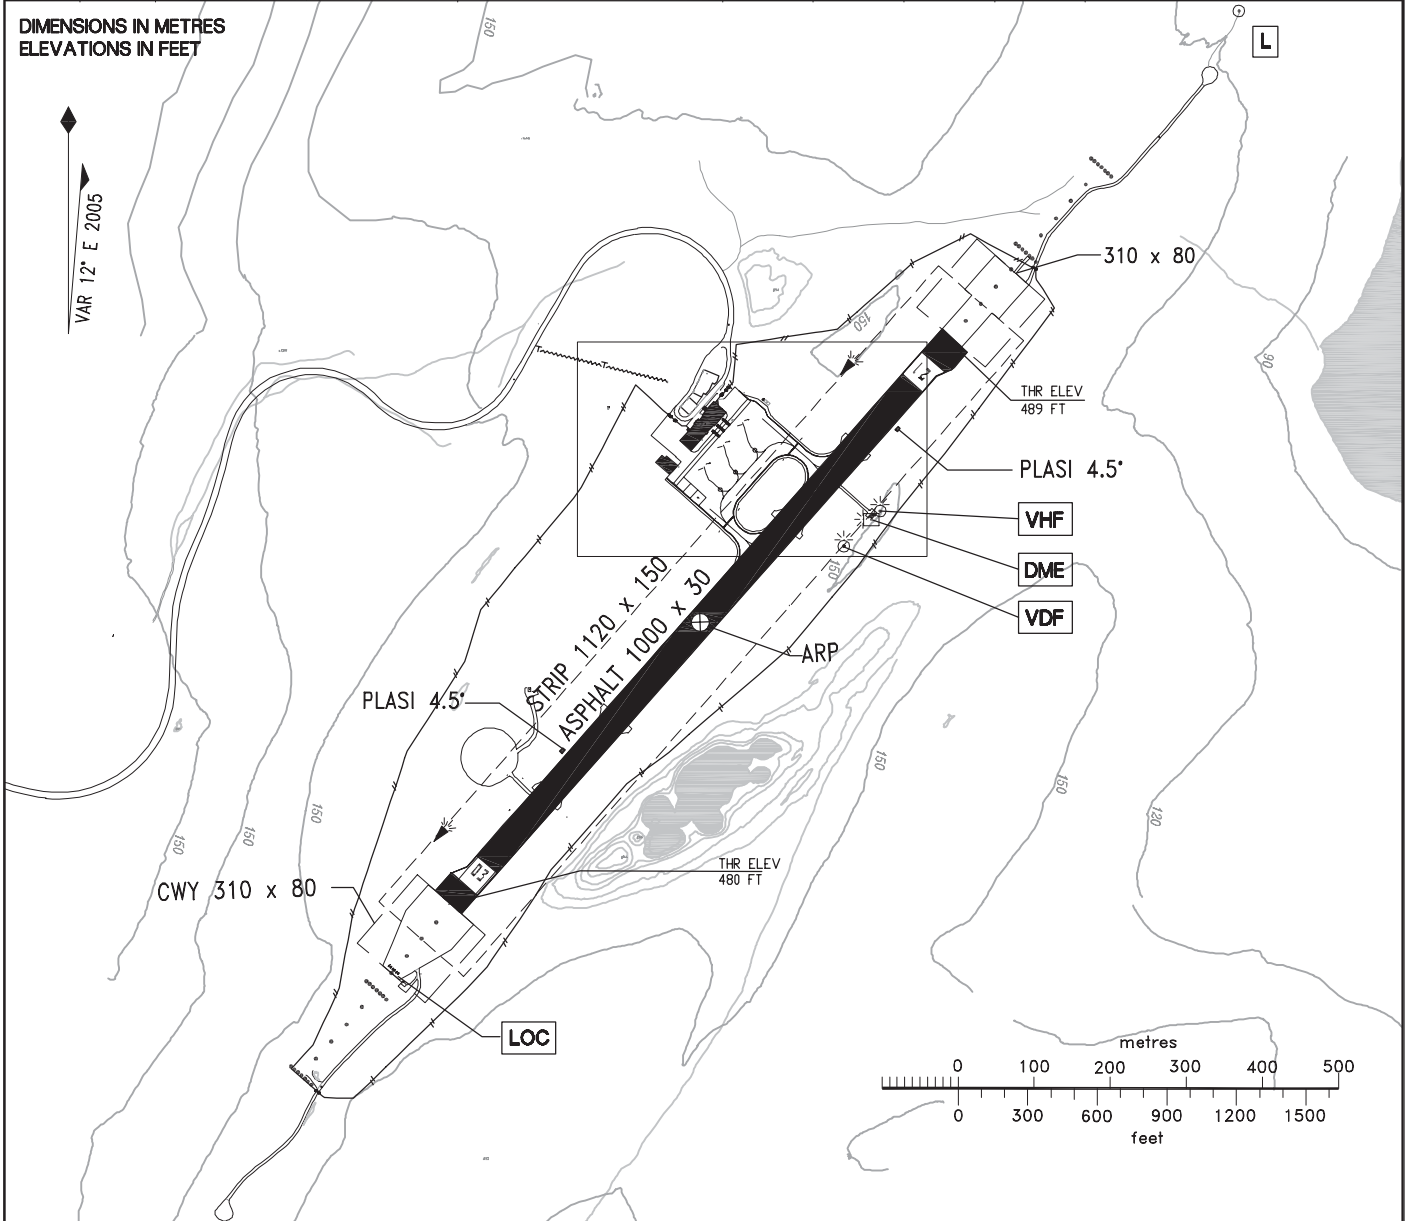 DIMENSIONS IN METRES
ELEVATIONS IN FEET
150
L
VAR 12° E 2005
310 x 80
150
90
THR ELEV
489 FT
PLASI 4.5°
VHF
DME
VDF
150
STRIP 1120 x 150
ASPHALT 1000 x 30
ARP
PLASI 4.5°
150
150
120
150
150
150
03
THR ELEV
480 FT
CWY 310 x 80
LOC
metres
0 100 200 300 400 500
0 300 600 900 1200 1500
feet